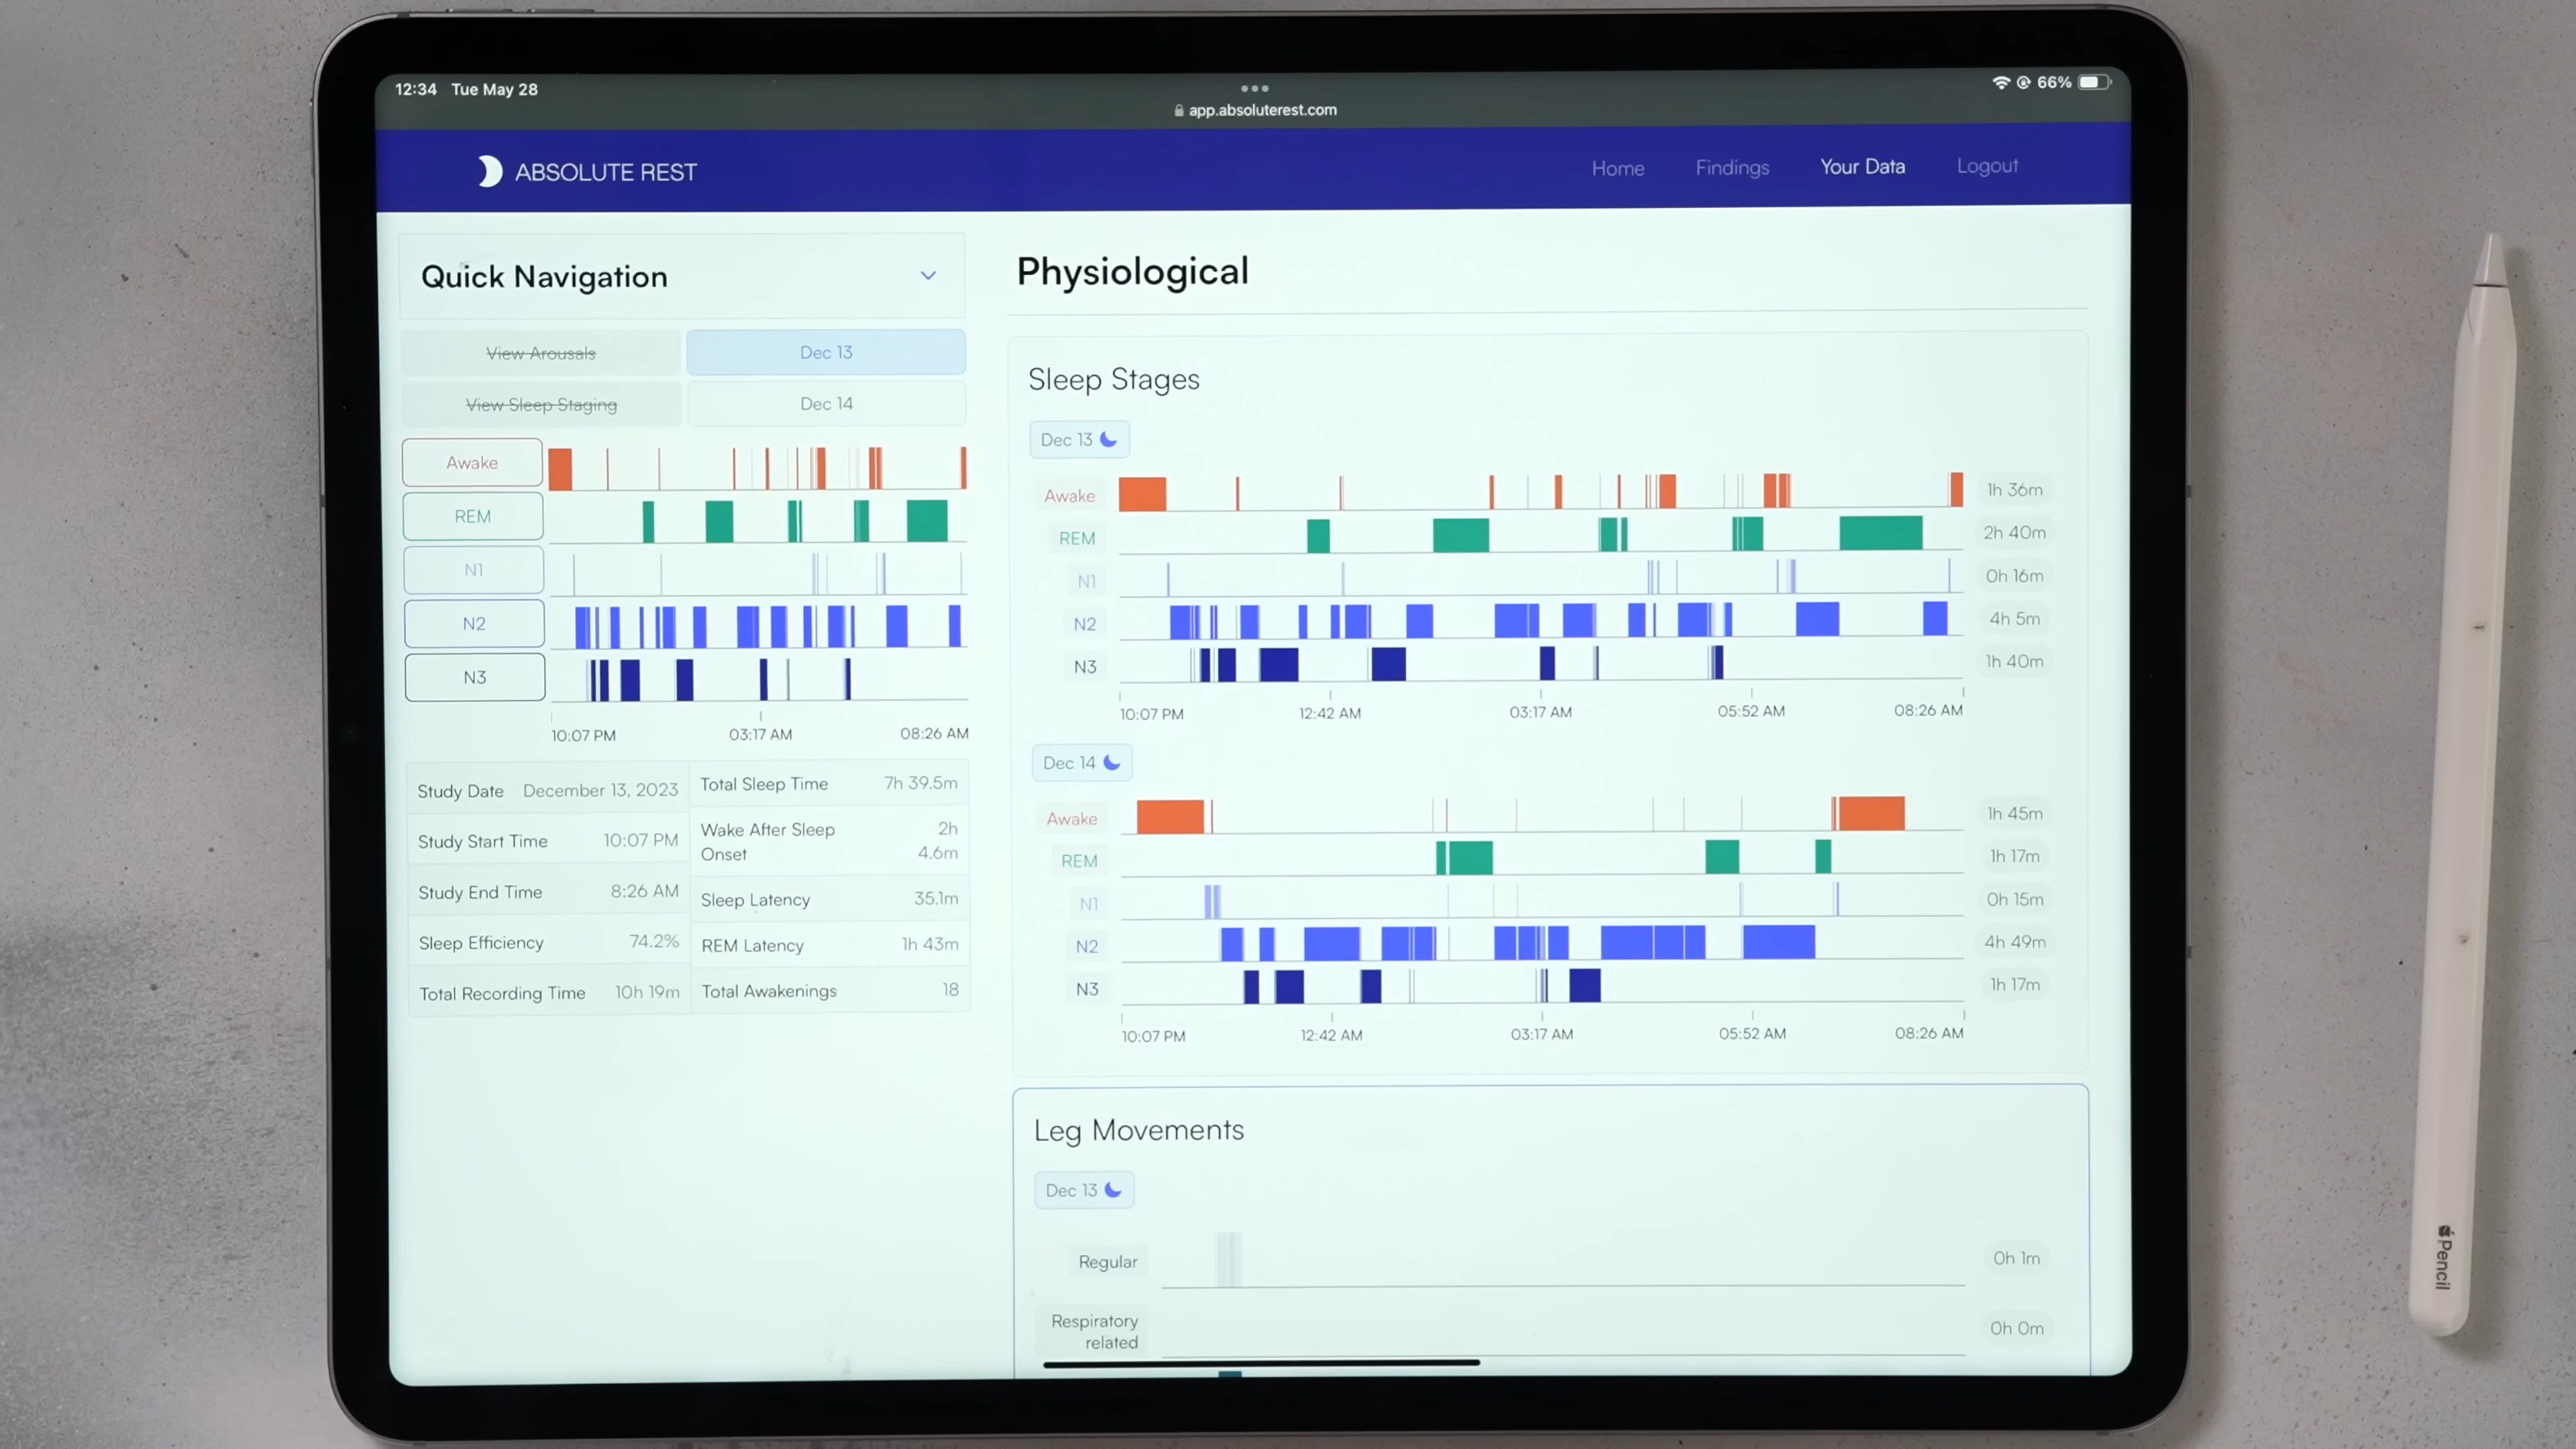 12:34 Tue May 28
app.absoluterest.com
66%
ABSOLUTE REST
Home Findings Your Data Logout
Quick Navigation
View Arousals Dec 13
View Sleep Staging Dec 14
Awake
REM
N1
N2
N3
10:07 PM 03:17 AM 08:26 AM
Study Date December 13, 2023
Study Start Time 10:07 PM
Study End Time 8:26 AM
Sleep Efficiency 74.2%
Total Recording Time 10h 19m
Total Sleep Time 7h 39.5m
Wake After Sleep 2h
Onset 4.6m
Sleep Latency 35.1m
REM Latency 1h 43m
Total Awakenings 18
Physiological
Sleep Stages
Dec 13
Awake 1h 36m
REM 2h 40m
N1 0h 16m
N2 4h 5m
N3 1h 40m
10:07 PM 12:42 AM 03:17 AM 05:52 AM 08:26 AM
Dec 14
Awake 1h 45m
REM 1h 17m
N1 0h 15m
N2 4h 49m
N3 1h 17m
10:07 PM 12:42 AM 03:17 AM 05:52 AM 08:26 AM
Leg Movements
Dec 13
Regular 0h 1m
Respiratory
related 0h 0m
Pencil